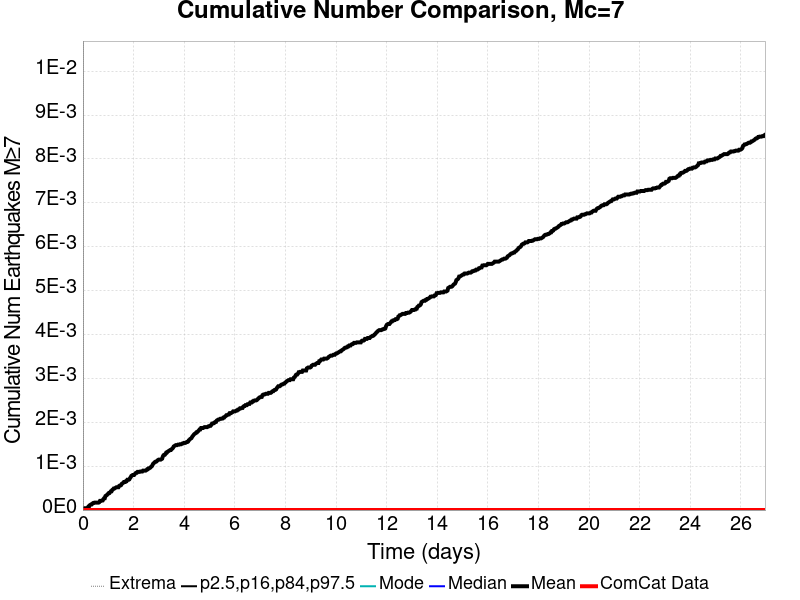 Cumulative Number Comparison, Mc=7
Cumulative Num Earthquakes M≥7
1E-2
9E-3
8E-3
7E-3
6E-3
5E-3
4E-3
3E-3
2E-3
1E-3
0E0
0 2 4 6 8 10 12 14 16 18 20 22 24 26
Time (days)
Extrema p2.5,p16,p84,p97.5 Mode Median Mean ComCat Data